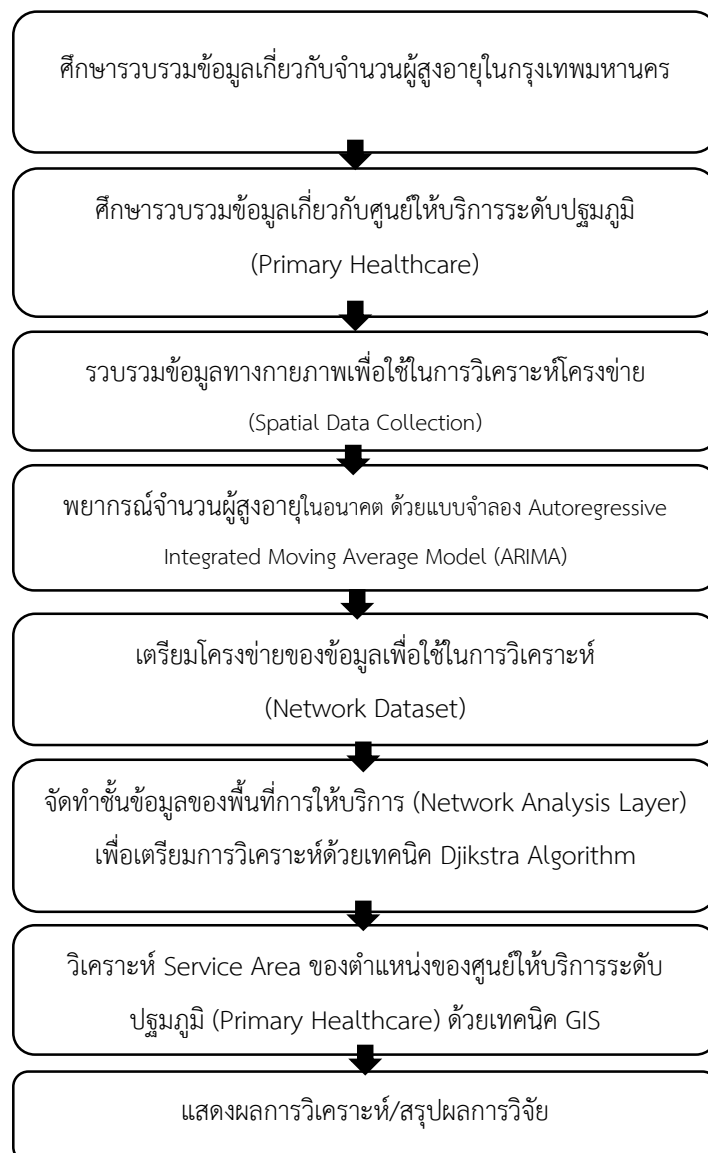 ศึกษารวบรวมข้อมูลเกี่ยวกับจำนวนผู้สูงอายุในกรุงเทพมหานคร
ศึกษารวบรวมข้อมูลเกี่ยวกับศูนย์ให้บริการระดับปฐมภูมิ
(Primary Healthcare)
รวบรวมข้อมูลทางกายภาพเพื่อใช้ในการวิเคราะห์โครงข่าย
(Spatial Data Collection)
พยากรณ์จำนวนผู้สูงอายุในอนาคต ด้วยแบบจำลอง Autoregressive
Integrated Moving Average Model (ARIMA)
เตรียมโครงข่ายของข้อมูลเพื่อใช้ในการวิเคราะห์
(Network Dataset)
จัดทำชั้นข้อมูลของพื้นที่การให้บริการ (Network Analysis Layer)
เพื่อเตรียมการวิเคราะห์ด้วยเทคนิค Djikstra Algorithm
วิเคราะห์ Service Area ของตำแหน่งของศูนย์ให้บริการระดับ
ปฐมภูมิ (Primary Healthcare) ด้วยเทคนิค GIS
แสดงผลการวิเคราะห์/สรุปผลการวิจัย